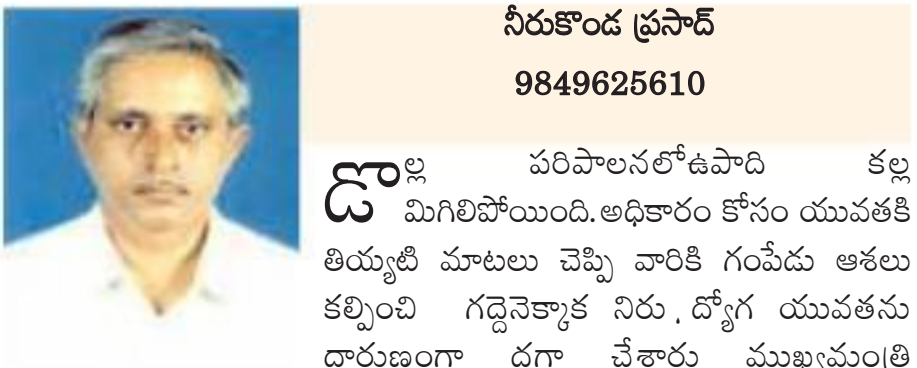 నీరుకొండ ప్రసాద్
9849625610
డొల్ల పరిపాలనలోఉపాది కల్ల
మిగిలిపోయింది.అధికారం కోసం యువతకి
తియ్యటి మాటలు చెప్పి వారికి గంపేడు ఆశలు
కల్పించి గద్దెనెక్కాక నిరు . ద్యోగ యువతను
దారుణంగా దగా చేశారు ముఖ్యమంత్రి